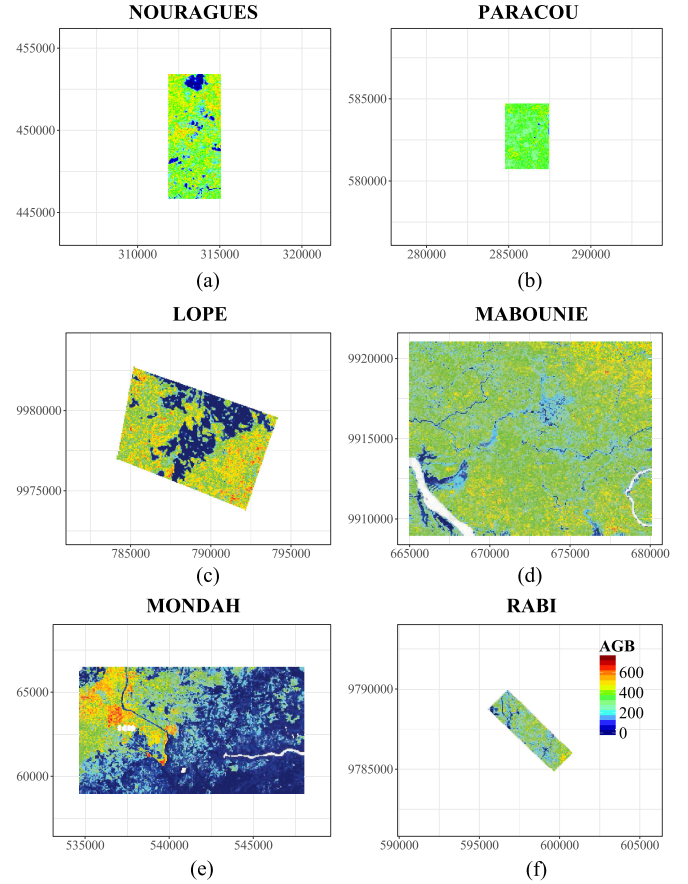 NOURAGUES
455000
450000
445000
310000 315000 320000
(a)
PARACOU
585000
580000
280000 285000 290000
(b)
LOPE
9980000
9975000
785000 790000 795000
(c)
MABOUNIE
9920000
9915000
9910000
665000 670000 675000 680000
(d)
MONDAH
65000
60000
535000 540000 545000
(e)
RABI
AGB
600
400
200
0
9790000
9785000
590000 595000 600000 605000
(f)